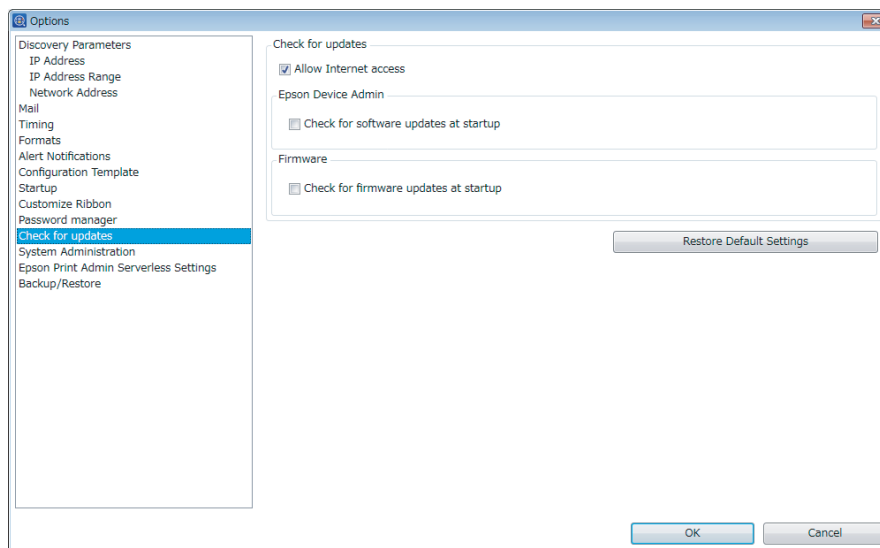 Options
Discovery Parameters
IP Address
IP Address Range
Network Address
Mail
Timing
Formats
Alert Notifications
Configuration Template
Startup
Customize Ribbon
Password manager
Check for updates
System Administration
Epson Print Admin Serverless Settings
Backup/Restore
Check for updates
Allow Internet access
Epson Device Admin
Check for software updates at startup
Firmware
Check for firmware updates at startup
Restore Default Settings
OK
Cancel